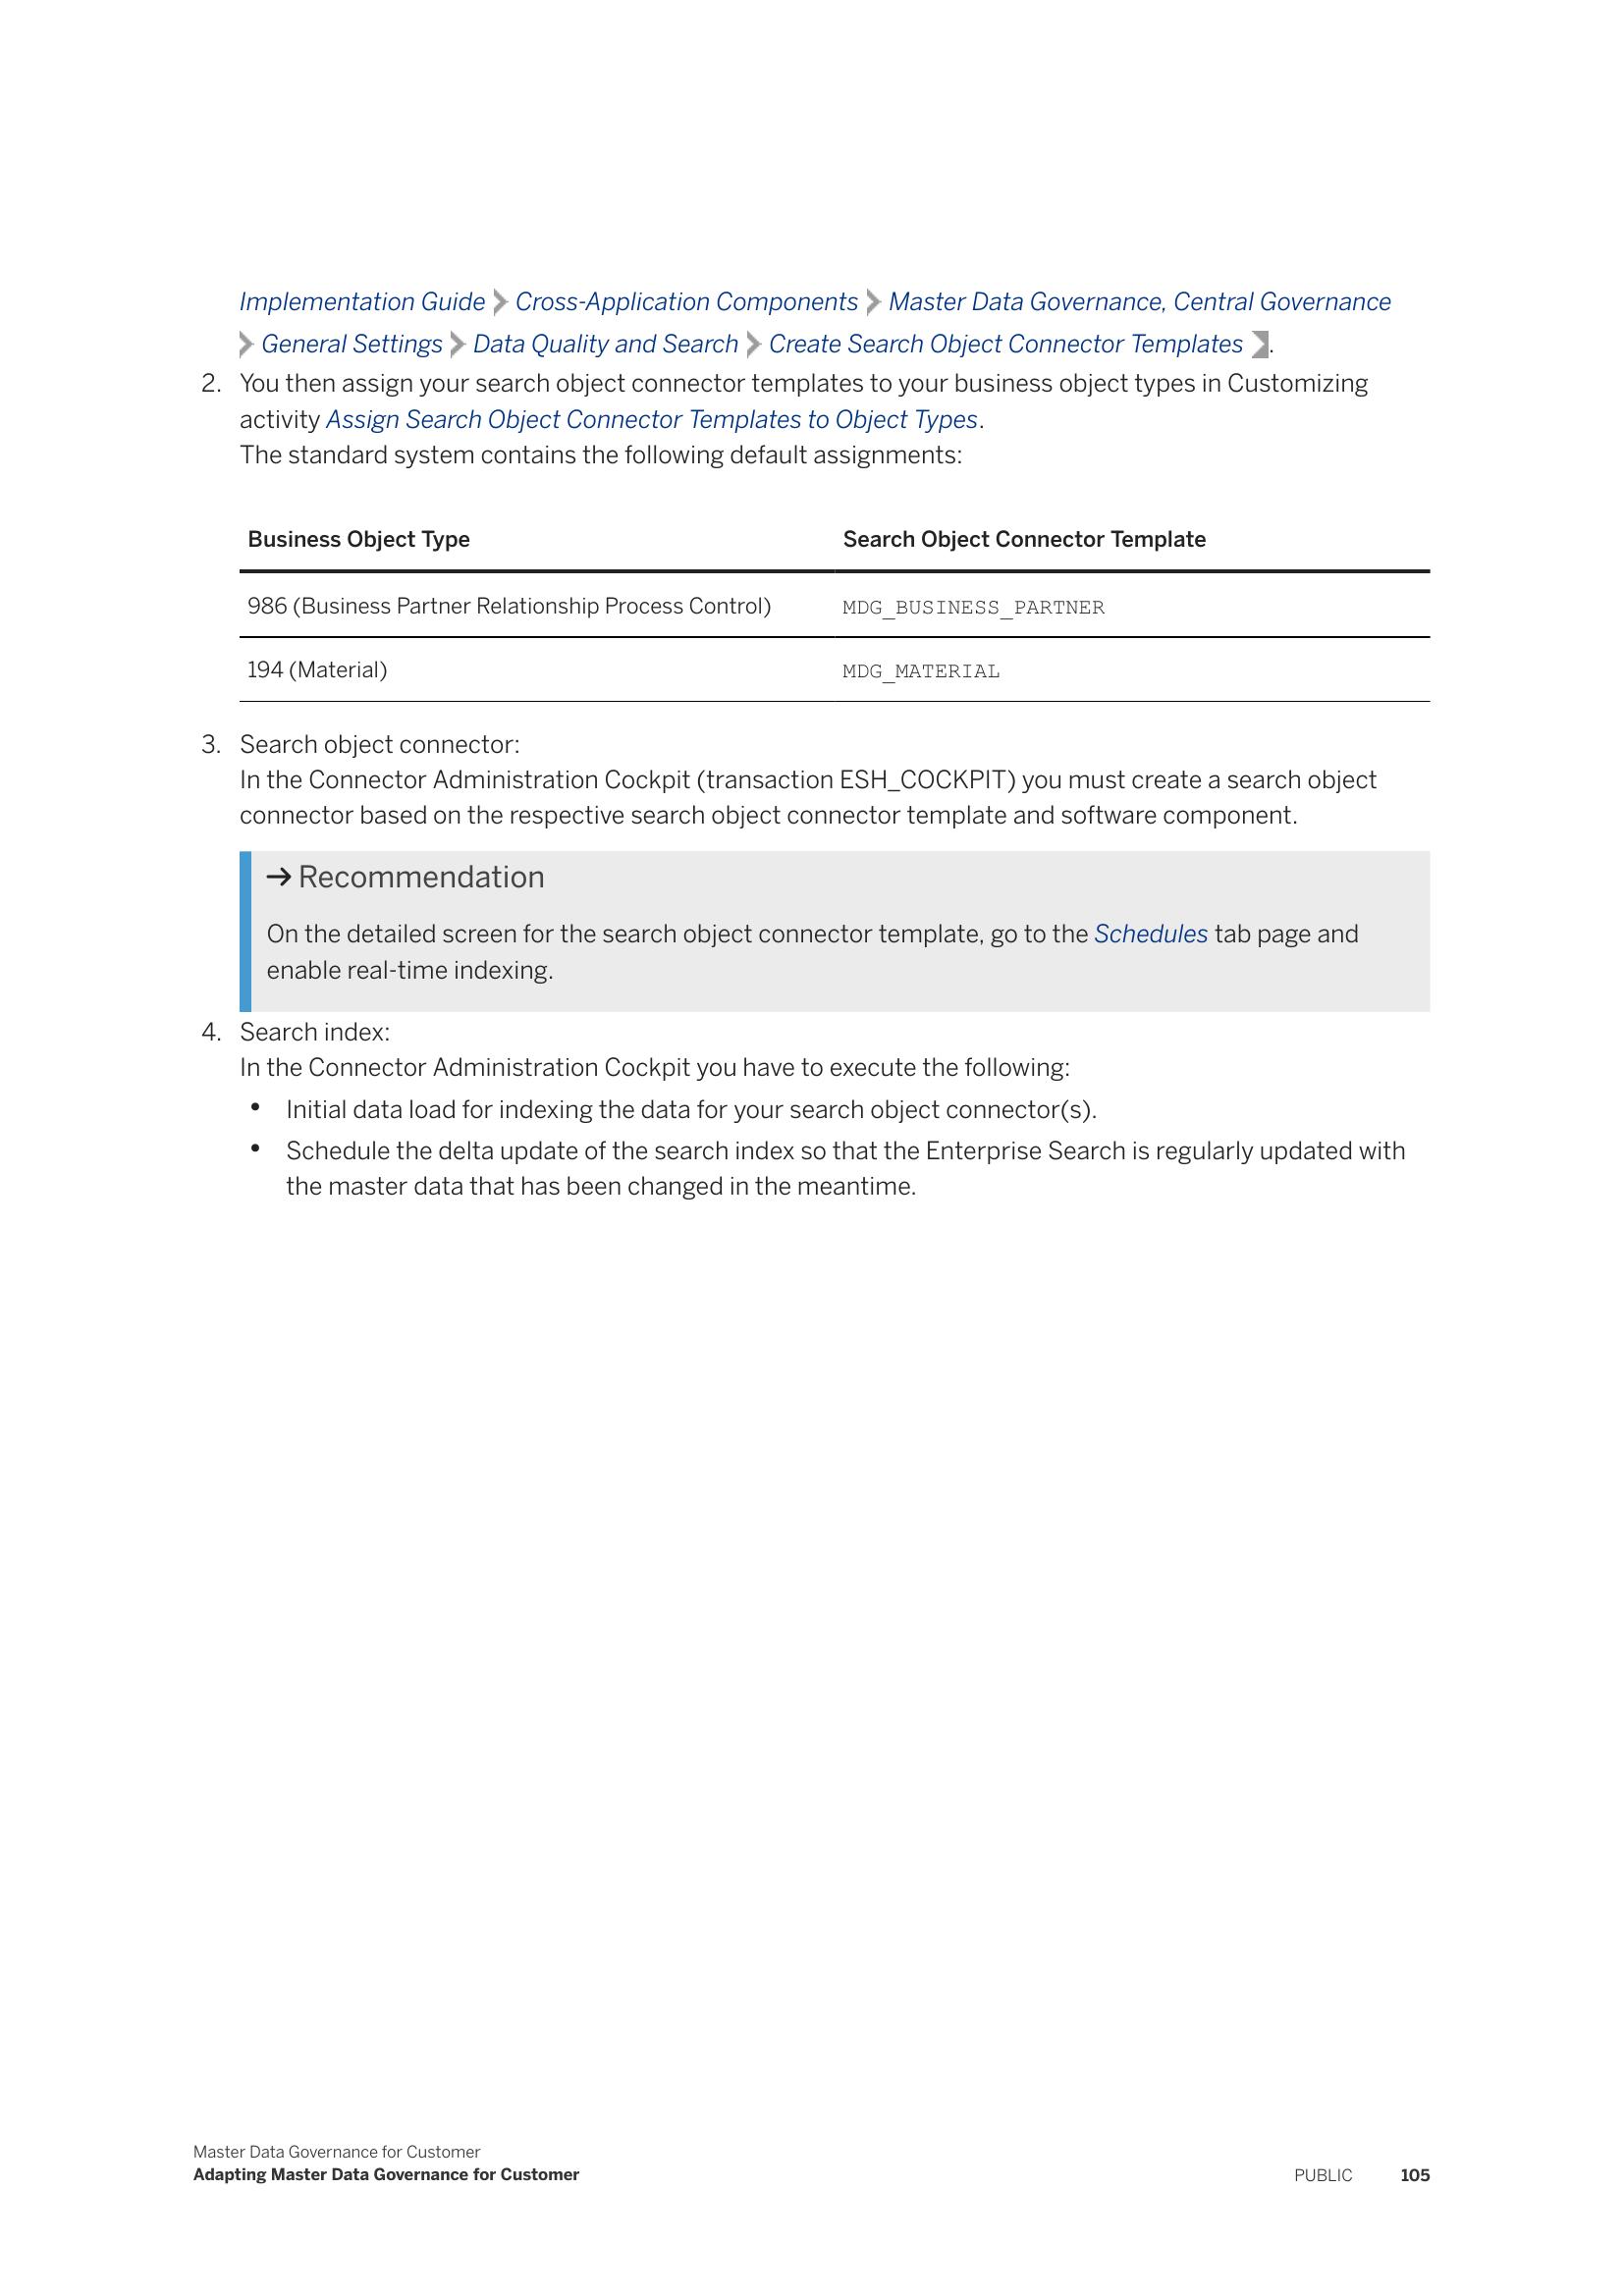 Implementation Guide > Cross-Application Components > Master Data Governance, Central Governance
> General Settings > Data Quality and Search > Create Search Object Connector Templates .
2. You then assign your search object connector templates to your business object types in Customizing
activity Assign Search Object Connector Templates to Object Types.
The standard system contains the following default assignments:
Business Object Type Search Object Connector Template
986 (Business Partner Relationship Process Control) MDG_BUSINESS_PARTNER
194 (Material) MDG_MATERIAL
3. Search object connector:
In the Connector Administration Cockpit (transaction ESH_COCKPIT) you must create a search object
connector based on the respective search object connector template and software component.
→ Recommendation
On the detailed screen for the search object connector template, go to the Schedules tab page and
enable real-time indexing.
4. Search index:
In the Connector Administration Cockpit you have to execute the following:
• Initial data load for indexing the data for your search object connector(s).
• Schedule the delta update of the search index so that the Enterprise Search is regularly updated with
the master data that has been changed in the meantime.
Master Data Governance for Customer
Adapting Master Data Governance for Customer PUBLIC 105